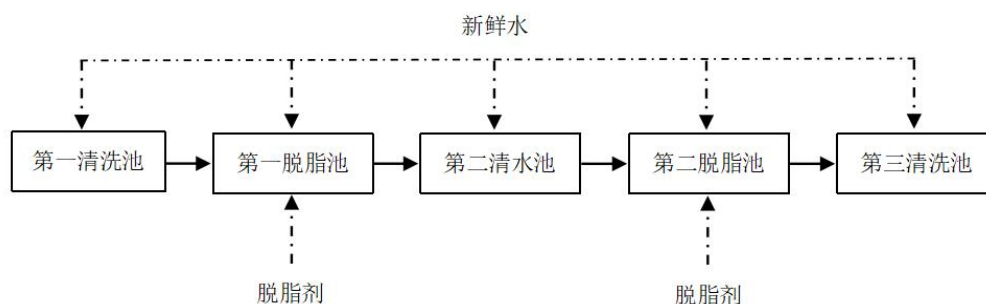 新鲜水
第一清洗池
第一脱脂池
第二清水池
第二脱脂池
第三清洗池
脱脂剂
脱脂剂